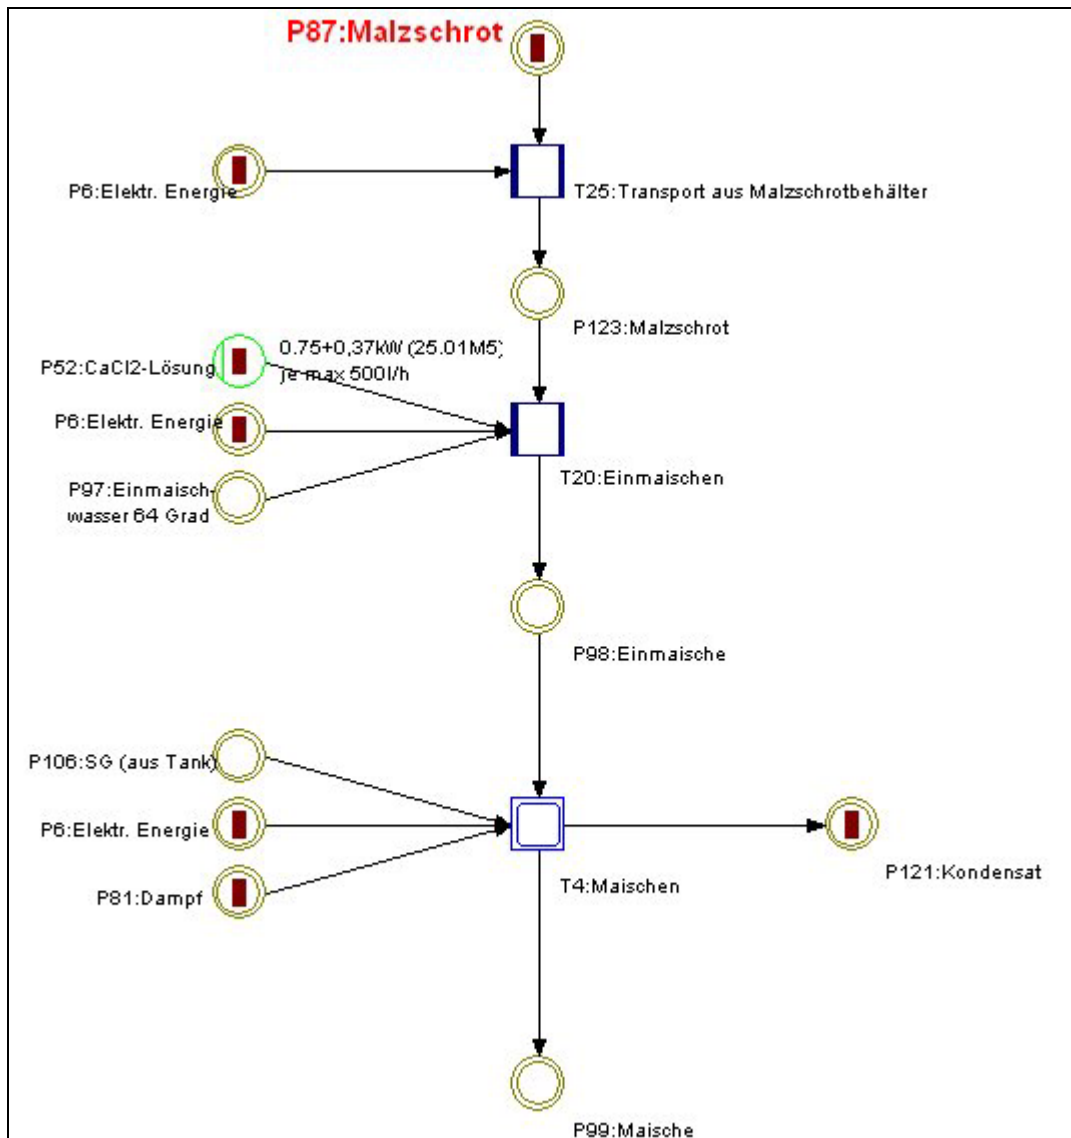 P87:Malzschrot
P6:Elektr. Energie
T25:Transport aus Malzschrotbehälter
P123:Malzschrot
P52:CaCl2-Lösung
0.75+0,37kW (25.01M5)
je max 500l/h
P6:Elektr. Energie
P97:Einmaisch-
wasser 64 Grad
T20:Einmaischen
P98:Einmaische
P106:SG (aus Tank)
P6:Elektr. Energie
P81:Dampf
T4:Maischen
P121:Kondensat
P99:Maische